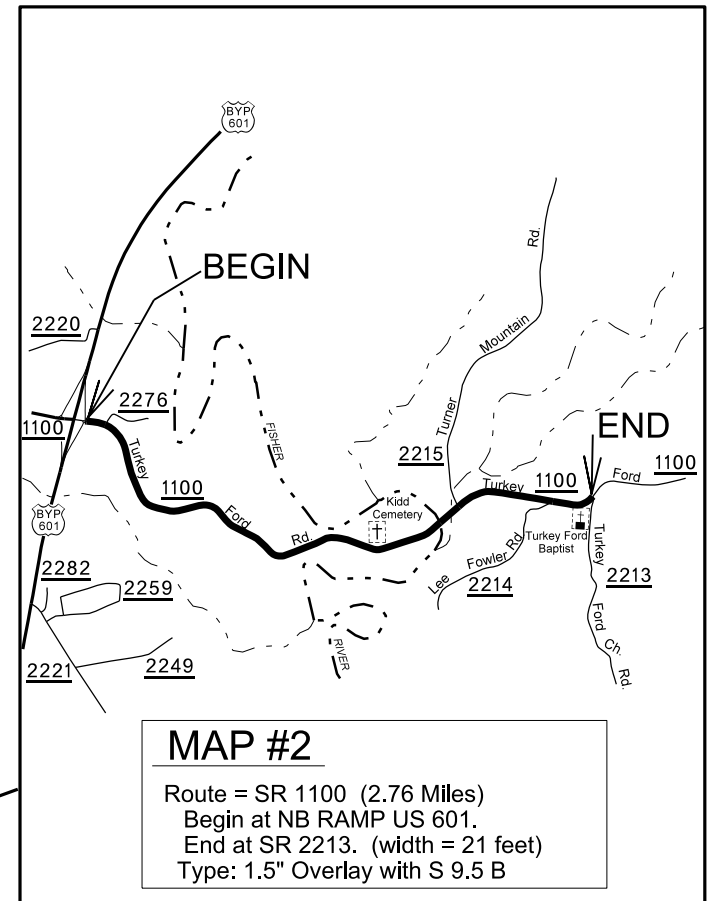 BYP
601
BEGIN
2220
2276
1100
Turkey
1100
Ford
Rd.
FISHER
RIVER
Kidd
Cemetery
Turner
Mountain
Rd.
2215
Turkey
1100
END
Ford
1100
Turkey Ford
Baptist
Lee
Fowler
Rd
2214
Turkey
Ford
Ch.
Rd.
2213
BYP
601
2282
2259
2221
2249
MAP #2
Route = SR 1100 (2.76 Miles)
Begin at NB RAMP US 601.
End at SR 2213. (width = 21 feet)
Type: 1.5" Overlay with S 9.5 B